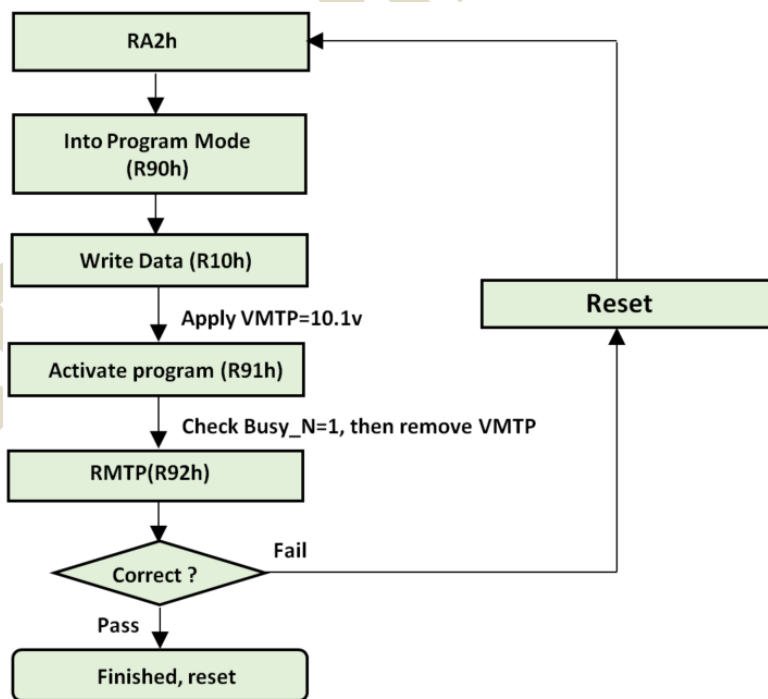 RA2h
Into Program Mode
(R90h)
Write Data (R10h)
Apply VMTP=10.1v
Activate program (R91h)
Check Busy_N=1, then remove VMTP
RMTP(R92h)
Correct ?
Fail
Pass
Finished, reset
Reset